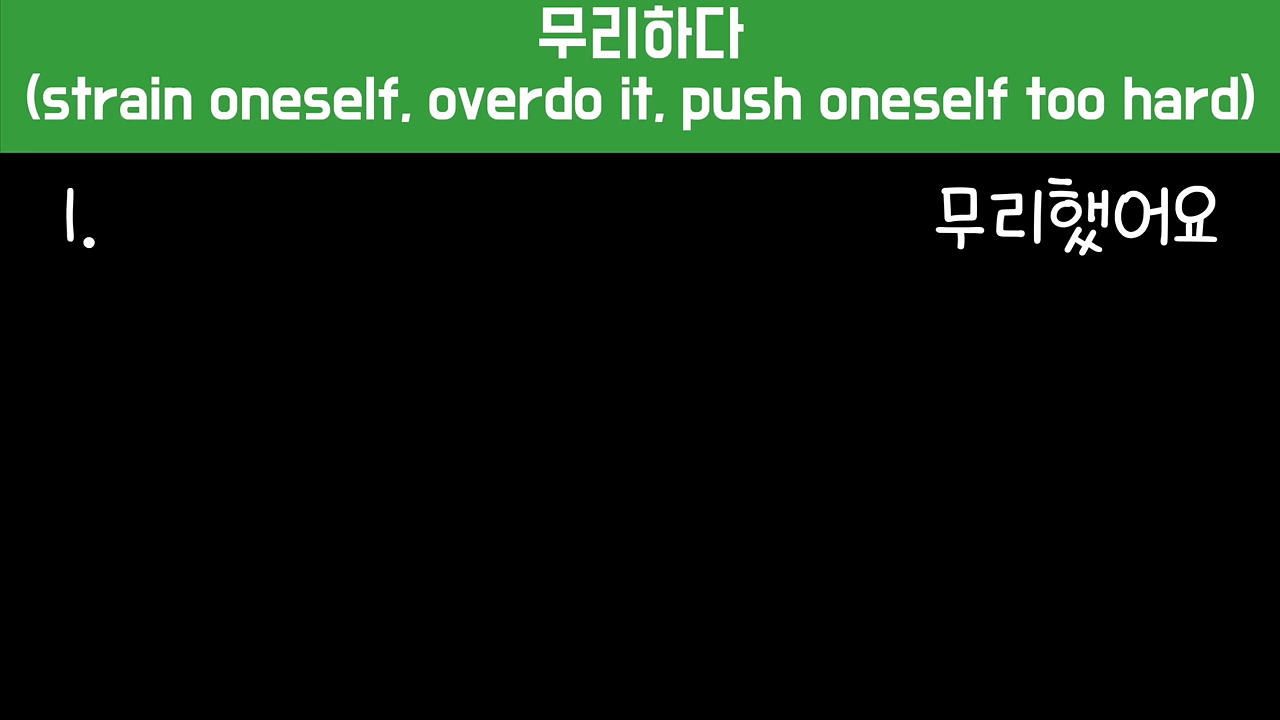 무리하다
(strain oneself, overdo it, push oneself too hard)
1. 무리했어요